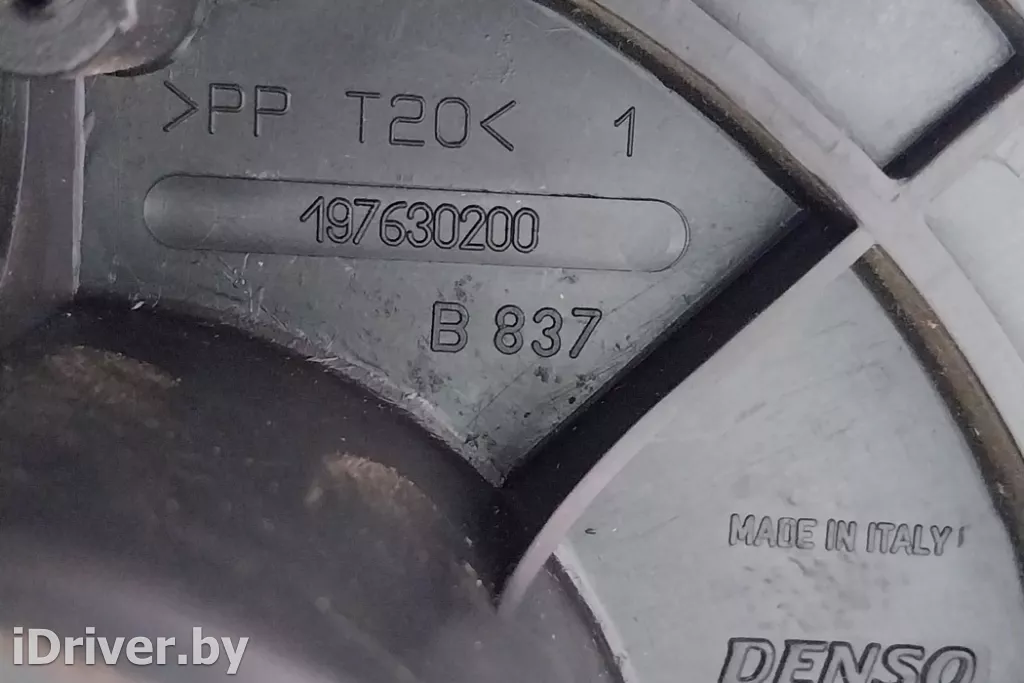 >PP T20< 1
197630200
B 837
MADE IN ITALY
DENSO
iDriver.by